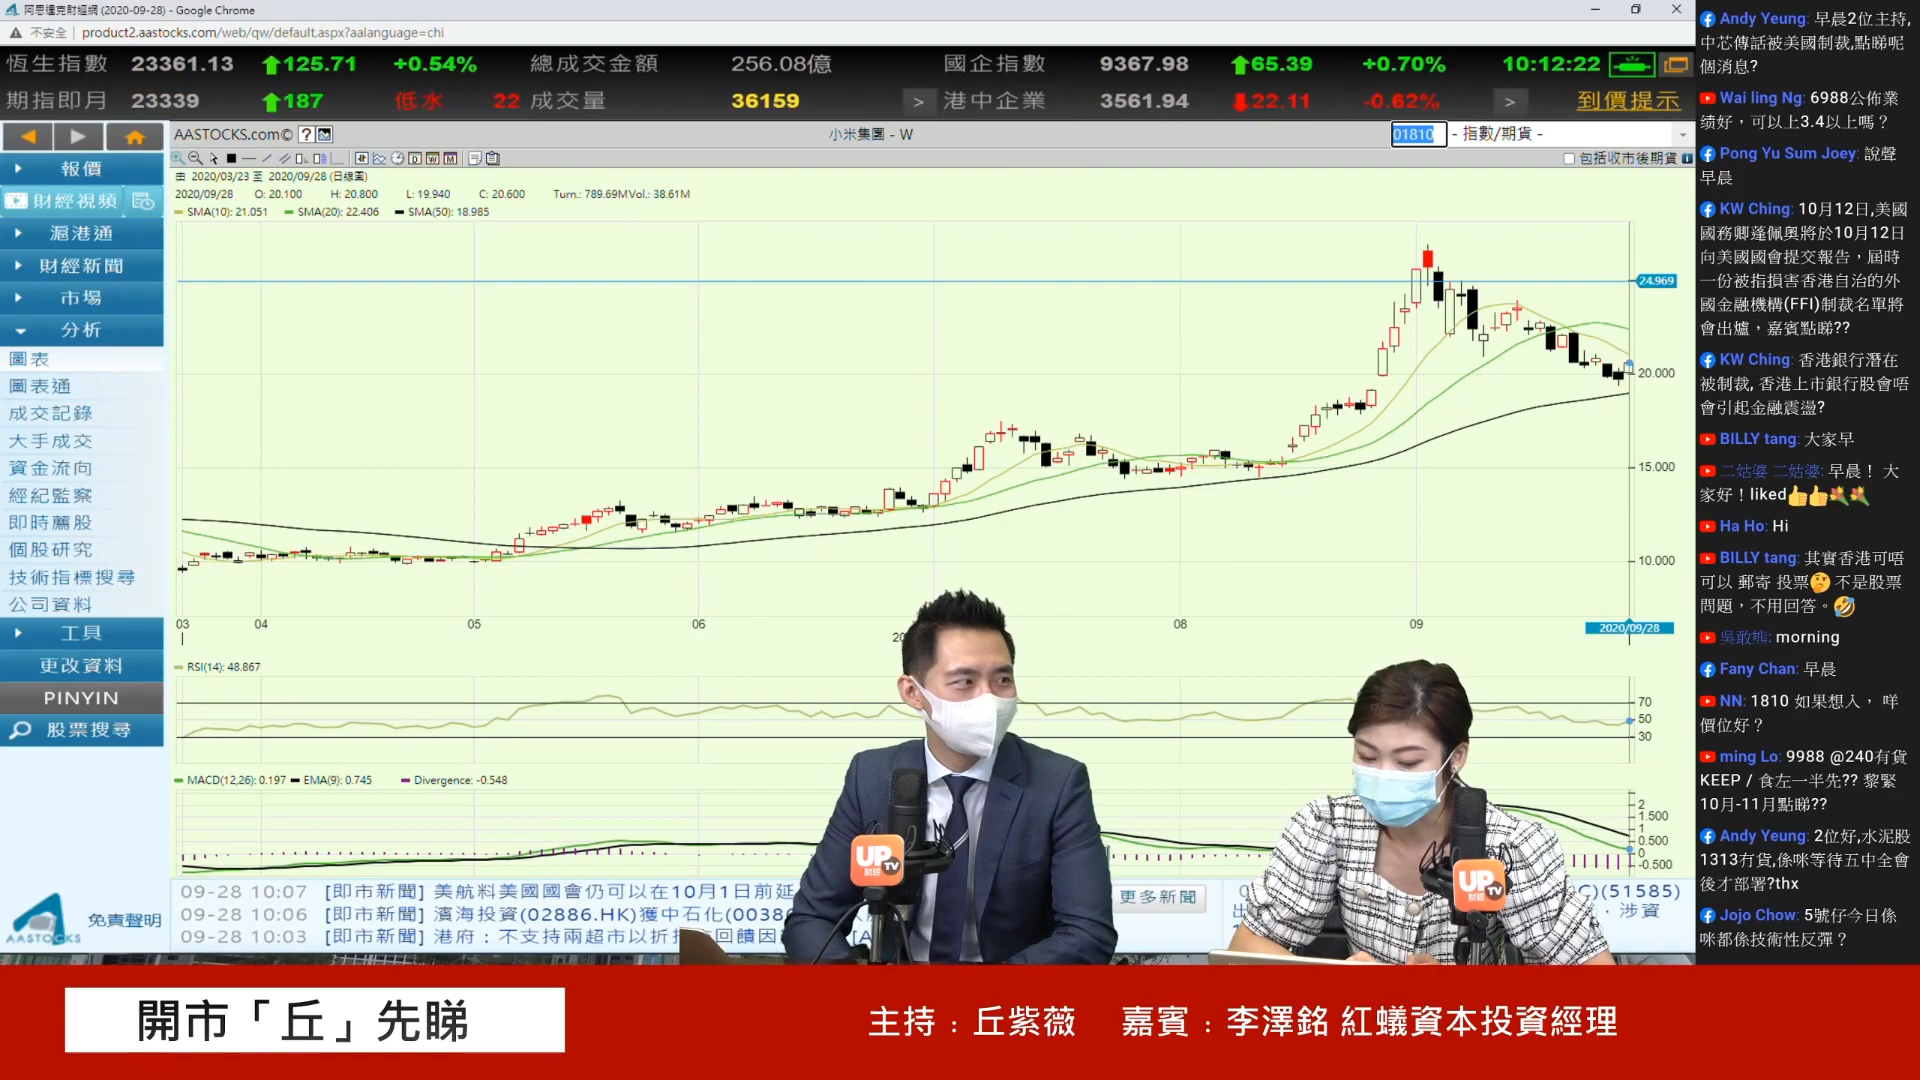 阿思達克財經網 (2020-09-28) - Google Chrome
不安全 | product2.aastocks.com/web/qw/default.aspx?aalanguage=chi
恆生指數 23361.13 125.71 +0.54% 總成交金額 256.08億 國企指數 9367.98 65.39 +0.70% 10:12:22
期指即月 23339 187 低水 22 成交量 36159 > 港中企業 3561.94 22.11 -0.62% > 到價提示
AASTOCKS.com© ? 小米集團 - W 01810 - 指數/期貨 -
包括收市後期貨
由 2020/03/23 至 2020/09/28 (日線圖)
2020/09/28 O: 20.100 H: 20.800 L: 19.940 C: 20.600 Turn.: 789.69M Vol.: 38.61M
SMA(10): 21.051 SMA(20): 22.406 SMA(50): 18.985
24.969
20.000
15.000
10.000
03 04 05 06 20 08 09 2020/09/28
RSI(14): 48.867
70
50
30
MACD(12,26): 0.197 EMA(9): 0.745 Divergence: -0.548
2
1.500
1
0.500
0
-0.500
報價
財經視頻
滬港通
財經新聞
市場
分析
圖表
圖表通
成交記錄
大手成交
資金流向
經紀監察
即時薦股
個股研究
技術指標搜尋
公司資料
工具
更改資料
PINYIN
股票搜尋
AASTOCKS 免責聲明
09-28 10:07 [即市新聞] 美航料美國國會仍可以在10月1日前延
09-28 10:06 [即市新聞] 濱海投資(02886.HK)獲中石化(0038
09-28 10:03 [即市新聞] 港府：不支持兩超市以折扣 回饋因
更多新聞
C)(51585)
，涉資
UP TV 財經
UP TV 財經
Andy Yeung: 早晨2位主持,
中芯傳話被美國制裁,點睇呢
個消息?
Wai ling Ng: 6988公佈業
績好，可以上3.4以上嗎？
Pong Yu Sum Joey: 說聲
早晨
KW Ching: 10月12日,美國
國務卿蓬佩奧將於10月12日
向美國國會提交報告，屆時
一份被指損害香港自治的外
國金融機構(FFI)制裁名單將
會出爐，嘉賓點睇??
KW Ching: 香港銀行潛在
被制裁, 香港上市銀行股會唔
會引起金融震盪?
BILLY tang: 大家早
二姑婆 二姑婆: 早晨！ 大
家好！liked👍👍💐💐
Ha Ho: Hi
BILLY tang: 其實香港可唔
可以 郵寄 投票🤔 不是股票
問題，不用回答。🤣
吳敢熊: morning
Fany Chan: 早晨
NN: 1810 如果想入， 咩
價位好？
ming Lo: 9988 @240有貨
KEEP / 食左一半先?? 黎緊
10月-11月點睇??
Andy Yeung: 2位好,水泥股
1313冇貨,係咪等待五中全會
後才部署?thx
Jojo Chow: 5號仔今日係
咪都係技術性反彈？
開市「丘」先睇
主持：丘紫薇 嘉賓：李澤銘 紅蟻資本投資經理